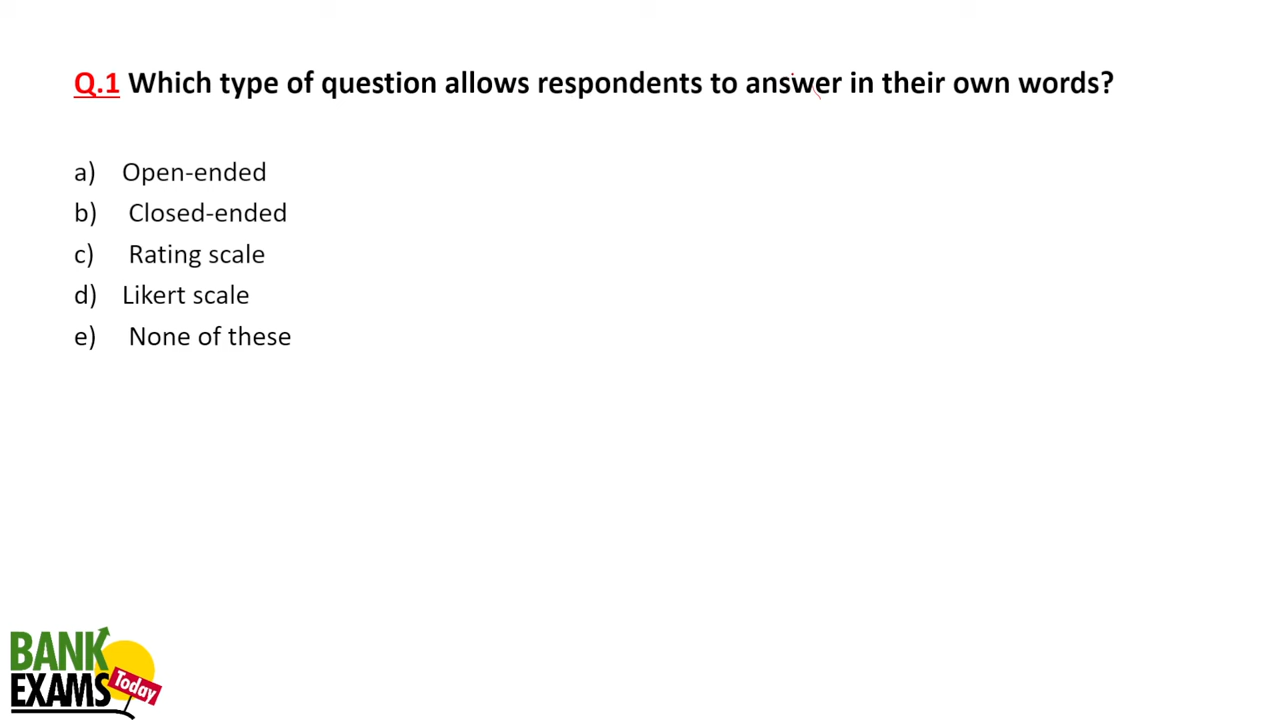 Q.1 Which type of question allows respondents to answer in their own words?
a) Open-ended
b) Closed-ended
c) Rating scale
d) Likert scale
e) None of these
BANK
EXAMS Today